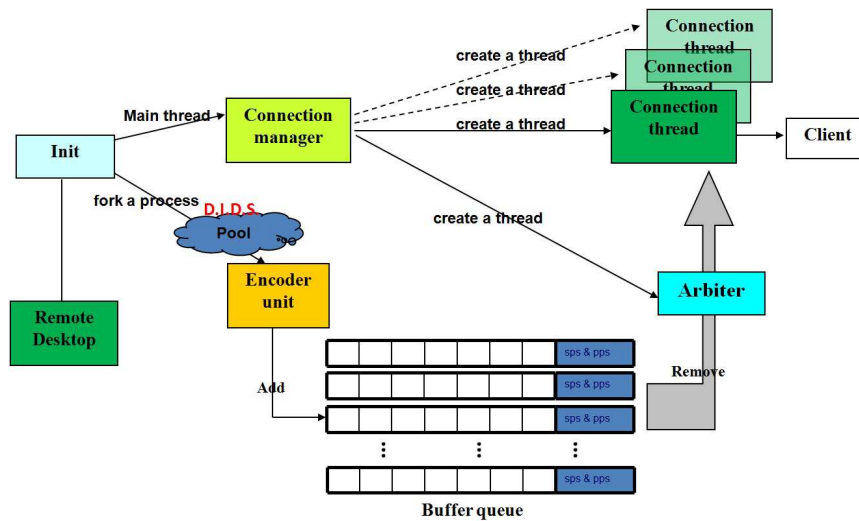 Connection
thread
create a thread
Connection
thread
create a thread
Main thread
Connection
manager
create a thread
Connection
thread
Client
Init
fork a process
D.I.D.S.
Pool
create a thread
Encoder
unit
Arbiter
Remote
Desktop
sps & pps
Add
sps & pps
Remove
sps & pps
sps & pps
Buffer queue